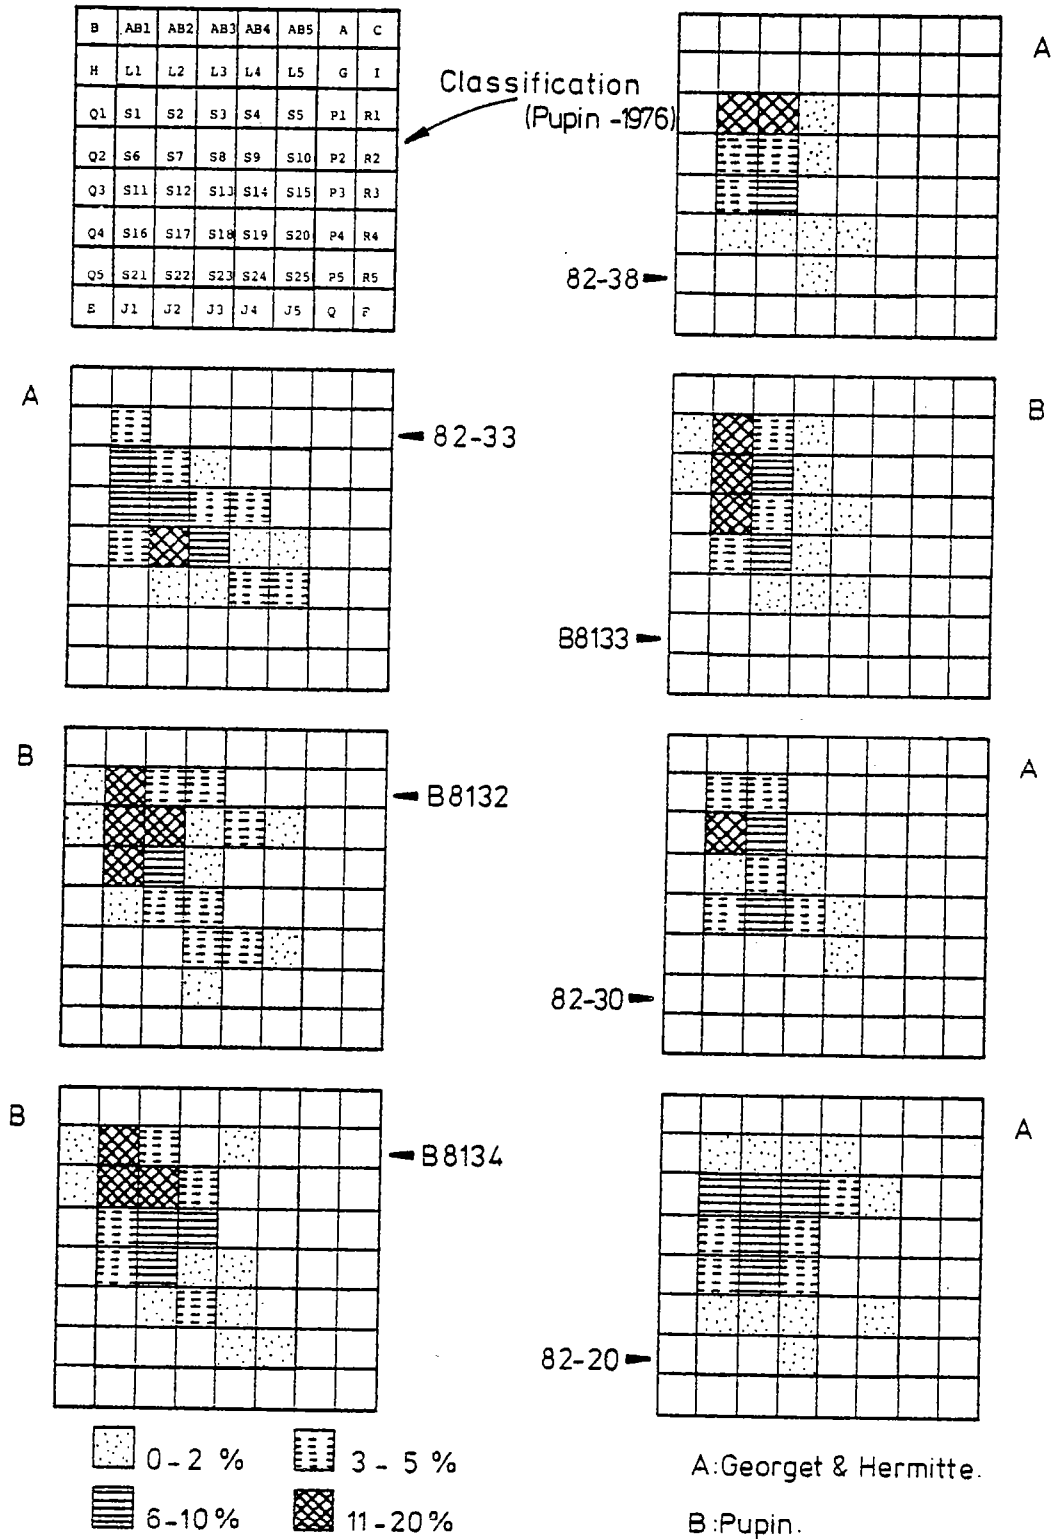 B AB1 AB2 AB3 AB4 AB5 A C
H L1 L2 L3 L4 L5 G I
Q1 S1 S2 S3 S4 S5 P1 R1
Q2 S6 S7 S8 S9 S10 P2 R2
Q3 S11 S12 S13 S14 S15 P3 R3
Q4 S16 S17 S18 S19 S20 P4 R4
Q5 S21 S22 S23 S24 S25 P5 R5
E J1 J2 J3 J4 J5 Q F
Classification
(Pupin -1976)
A
82-38
A
82-33
B
B8133
B
B8132
A
82-30
B
B8134
A
82-20
0-2 %
3-5 %
6-10%
11-20%
A:Georget & Hermitte.
B:Pupin.